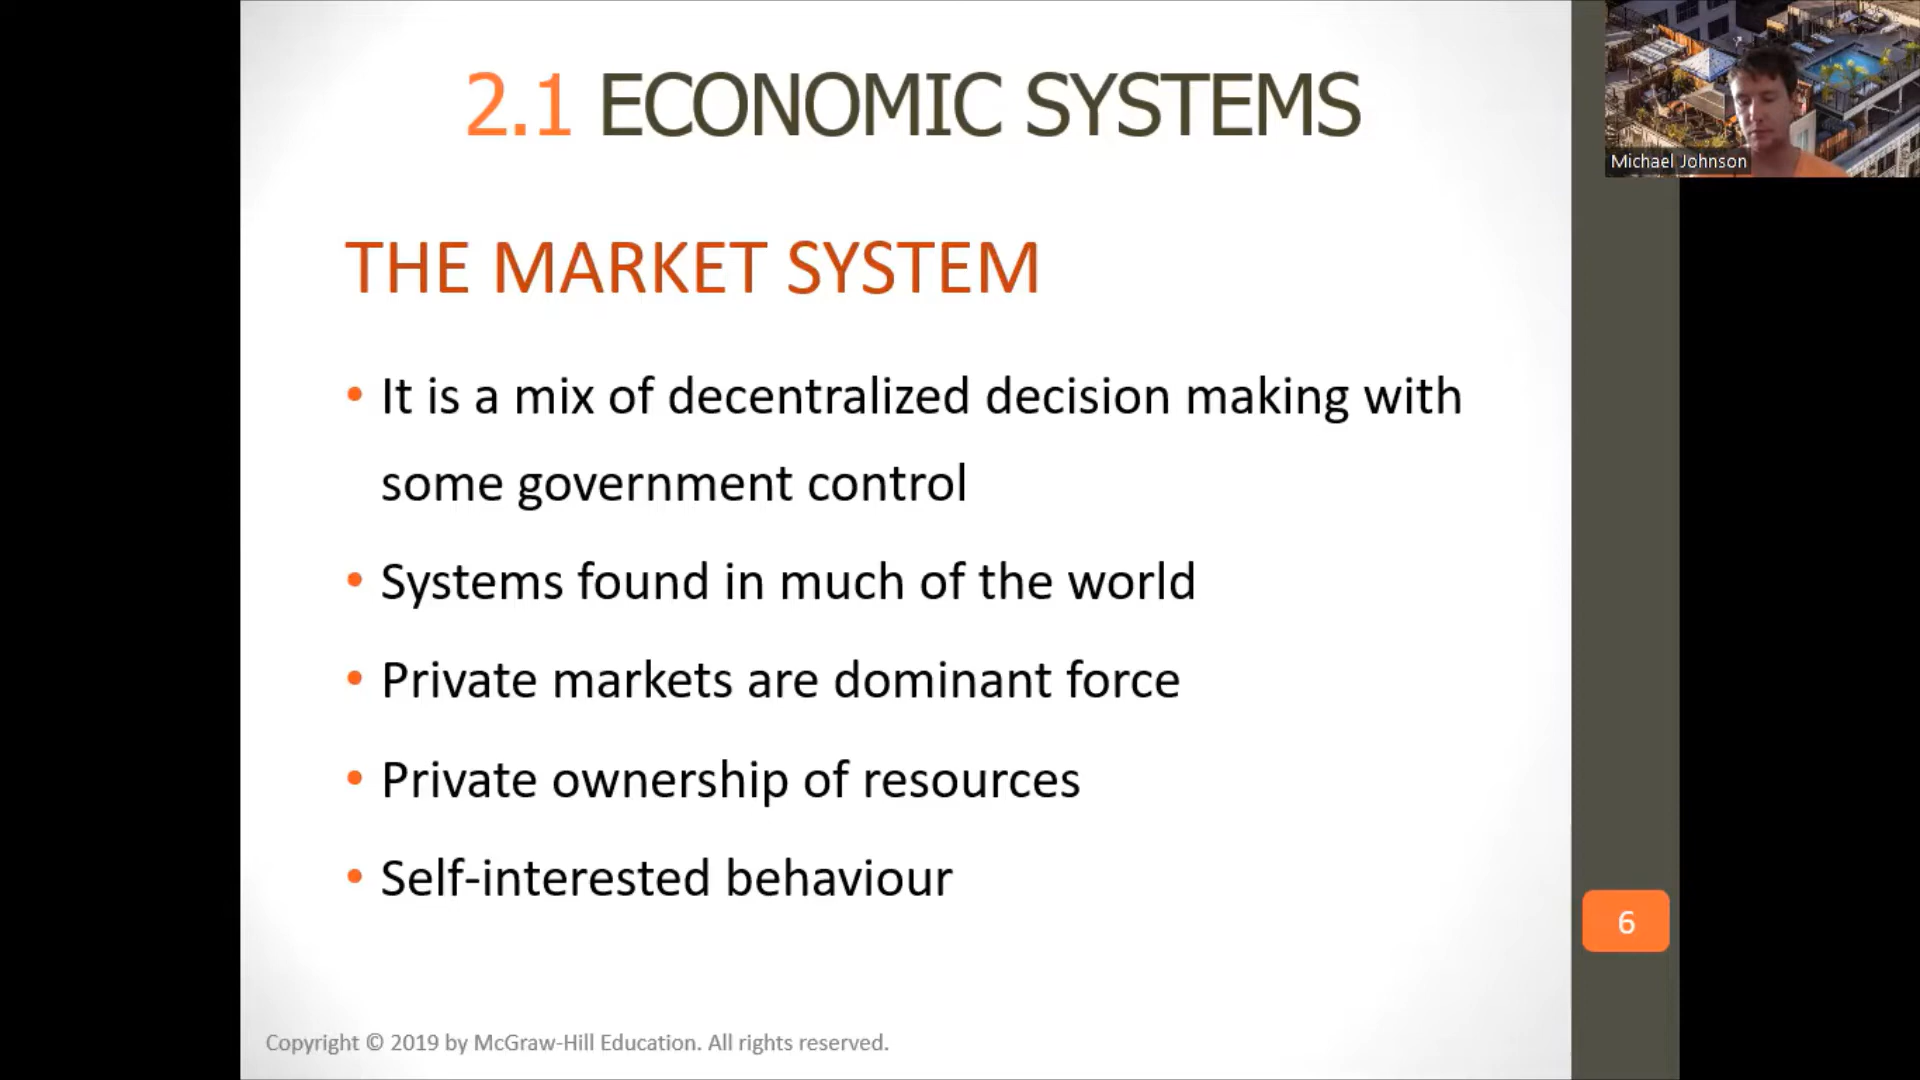 2.1 ECONOMIC SYSTEMS
Michael Johnson
THE MARKET SYSTEM
• It is a mix of decentralized decision making with
some government control
• Systems found in much of the world
• Private markets are dominant force
• Private ownership of resources
• Self-interested behaviour
6
Copyright © 2019 by McGraw-Hill Education. All rights reserved.